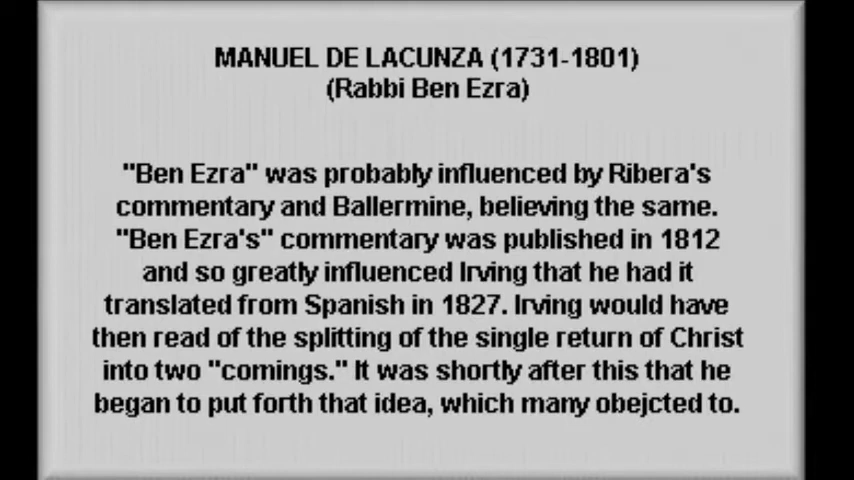 MANUEL DE LACUNZA (1731-1801)
(Rabbi Ben Ezra)
"Ben Ezra" was probably influenced by Ribera's
commentary and Ballermine, believing the same.
"Ben Ezra's" commentary was published in 1812
and so greatly influenced Irving that he had it
translated from Spanish in 1827. Irving would have
then read of the splitting of the single return of Christ
into two "comings." It was shortly after this that he
began to put forth that idea, which many obejcted to.